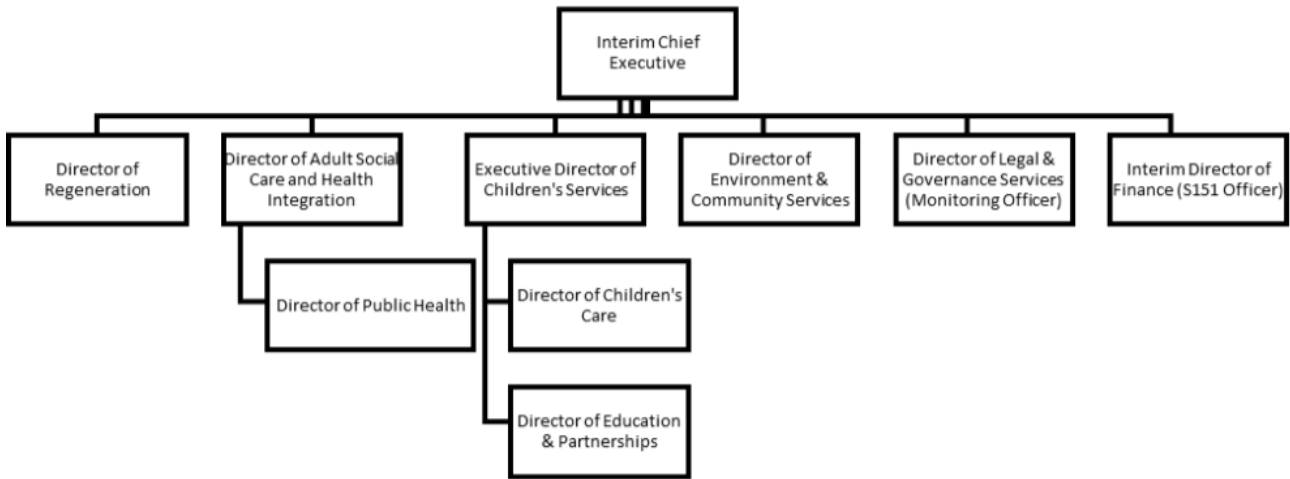 Interim Chief
Executive
Director of
Regeneration
Director of Adult Social
Care and Health
Integration
Executive Director of
Children's Services
Director of
Environment &
Community Services
Director of Legal &
Governance Services
(Monitoring Officer)
Interim Director of
Finance (S151 Officer)
Director of Public Health
Director of Children's
Care
Director of Education
& Partnerships